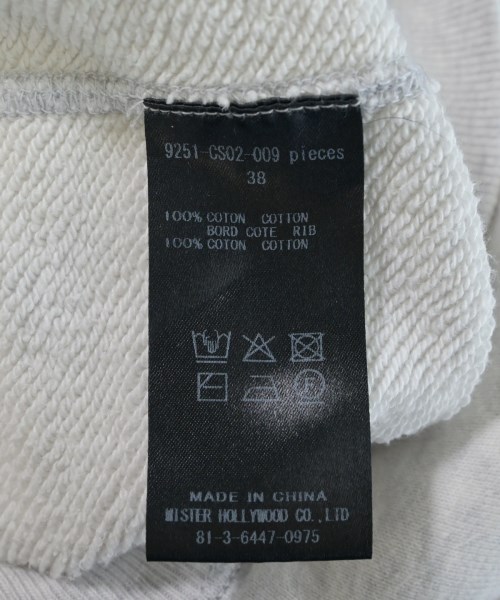 9251-CS02-009 pieces
38
100% COTON COTTON
BORD COTE RIB
100% COTON COTTON
MADE IN CHINA
MISTER HOLLYWOOD CO.,LTD
81-3-6447-0975